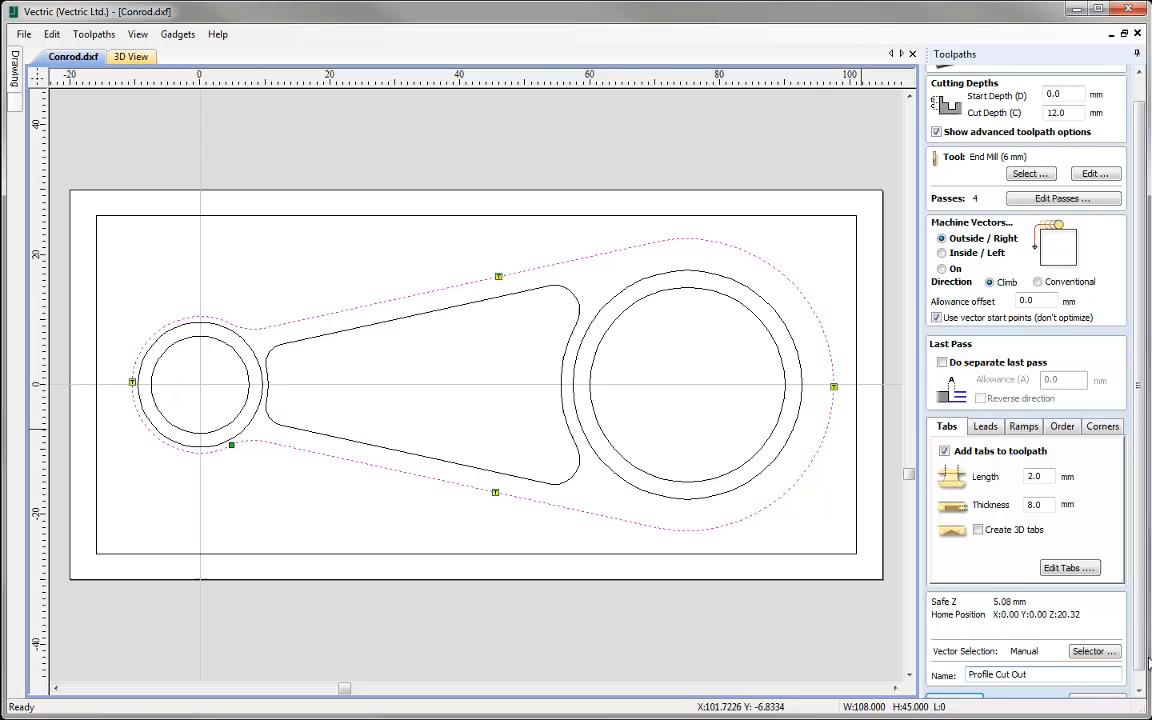 Vectric {Vectric Ltd.} - [Conrod.dxf]
File Edit Toolpaths View Gadgets Help
Drawing
Conrod.dxf 3D View
-20 0 20 40 60 80 100
40
20
0
-20
-40
T
T
T
T
Toolpaths
Cutting Depths
Start Depth (D) 0.0 mm
Cut Depth (C) 12.0 mm
Show advanced toolpath options
Tool: End Mill (6 mm)
Select ... Edit ...
Passes: 4 Edit Passes ...
Machine Vectors...
Outside / Right
Inside / Left
On
Direction Climb Conventional
Allowance offset 0.0 mm
Use vector start points (don't optimize)
Last Pass
Do separate last pass
A Allowance (A) 0.0 mm
Reverse direction
Tabs Leads Ramps Order Corners
Add tabs to toolpath
Length 2.0 mm
Thickness 8.0 mm
Create 3D tabs
Edit Tabs ....
Safe Z 5.08 mm
Home Position X:0.00 Y:0.00 Z:20.32
Vector Selection: Manual Selector ...
Name: Profile Cut Out
Ready X:101.7226 Y: -6.8334 W:108.000 H:45.000 L:0